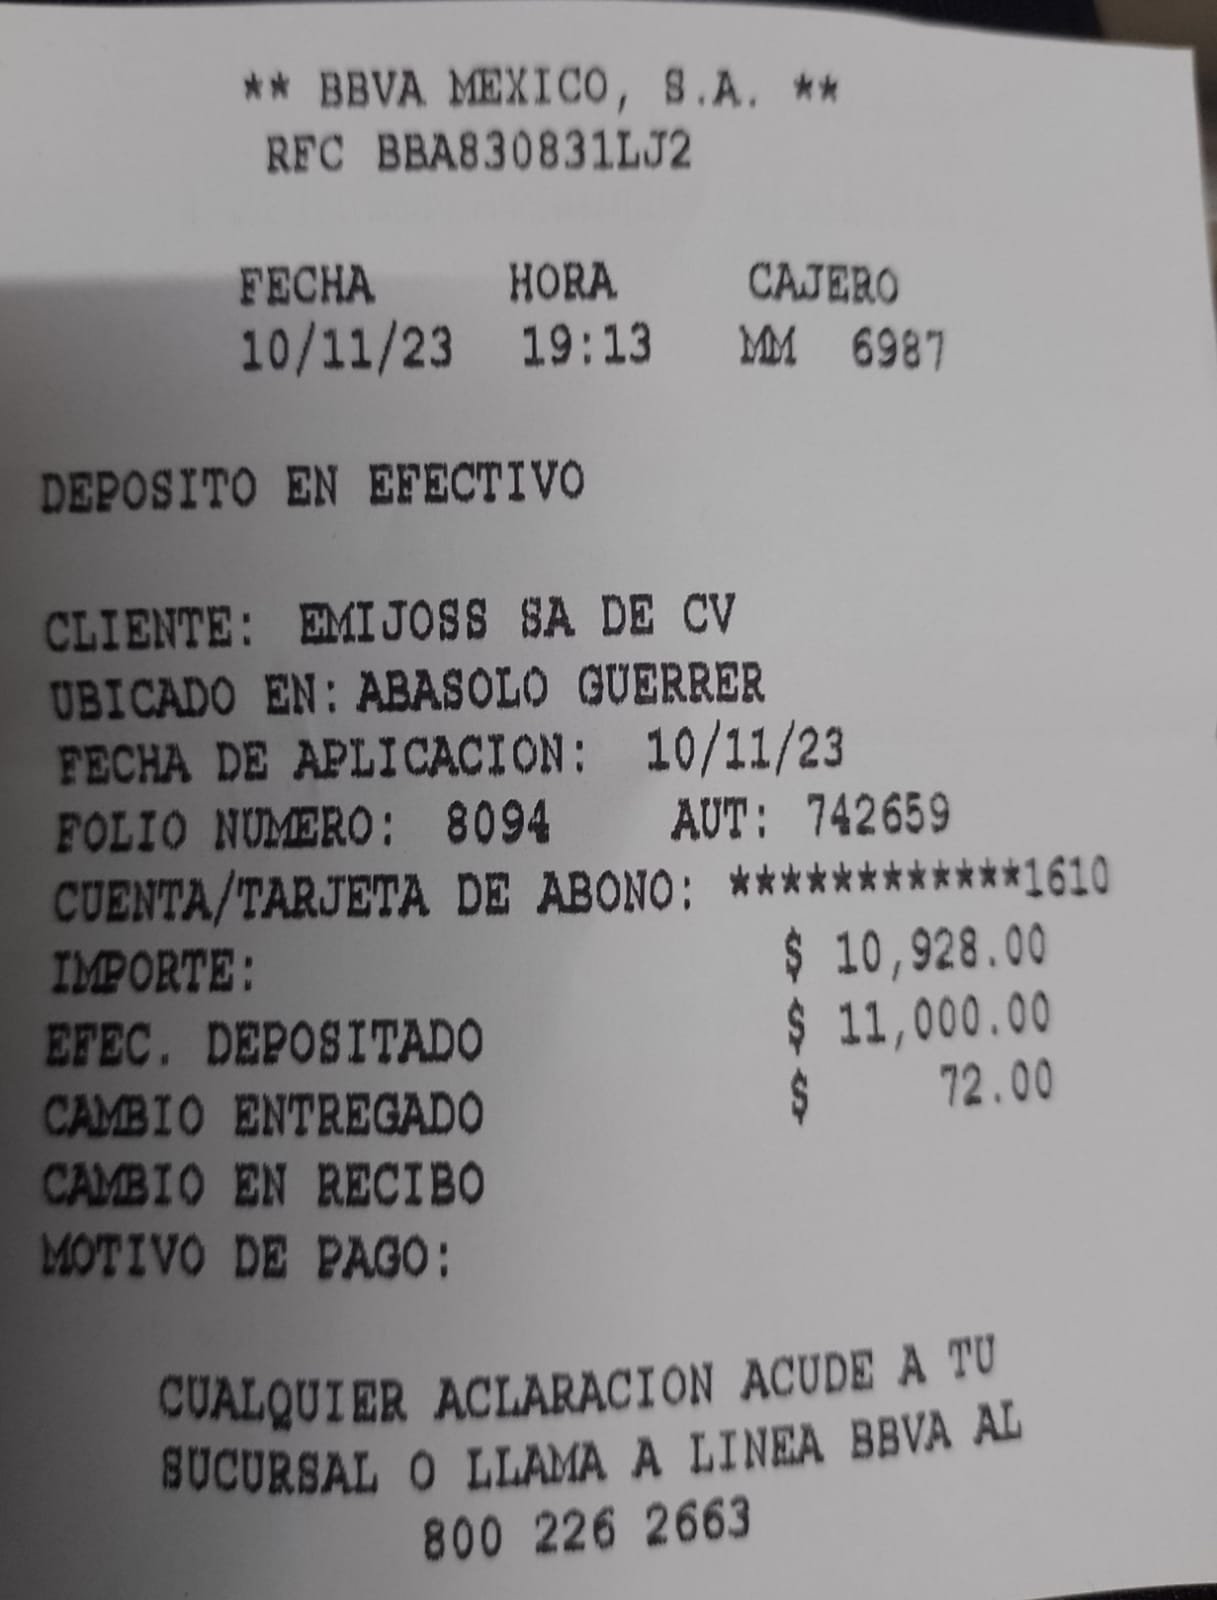 ** BBVA MEXICO, S.A. **
RFC BBA830831LJ2
FECHA HORA CAJERO
10/11/23 19:13 MM 6987
DEPOSITO EN EFECTIVO
CLIENTE: EMIJOSS SA DE CV
UBICADO EN: ABASOLO GUERRER
FECHA DE APLICACION: 10/11/23
FOLIO NUMERO: 8094 AUT: 742659
CUENTA/TARJETA DE ABONO: ************1610
IMPORTE: $ 10,928.00
EFEC. DEPOSITADO $ 11,000.00
CAMBIO ENTREGADO $ 72.00
CAMBIO EN RECIBO
MOTIVO DE PAGO:
CUALQUIER ACLARACION ACUDE A TU
SUCURSAL O LLAMA A LINEA BBVA AL
800 226 2663